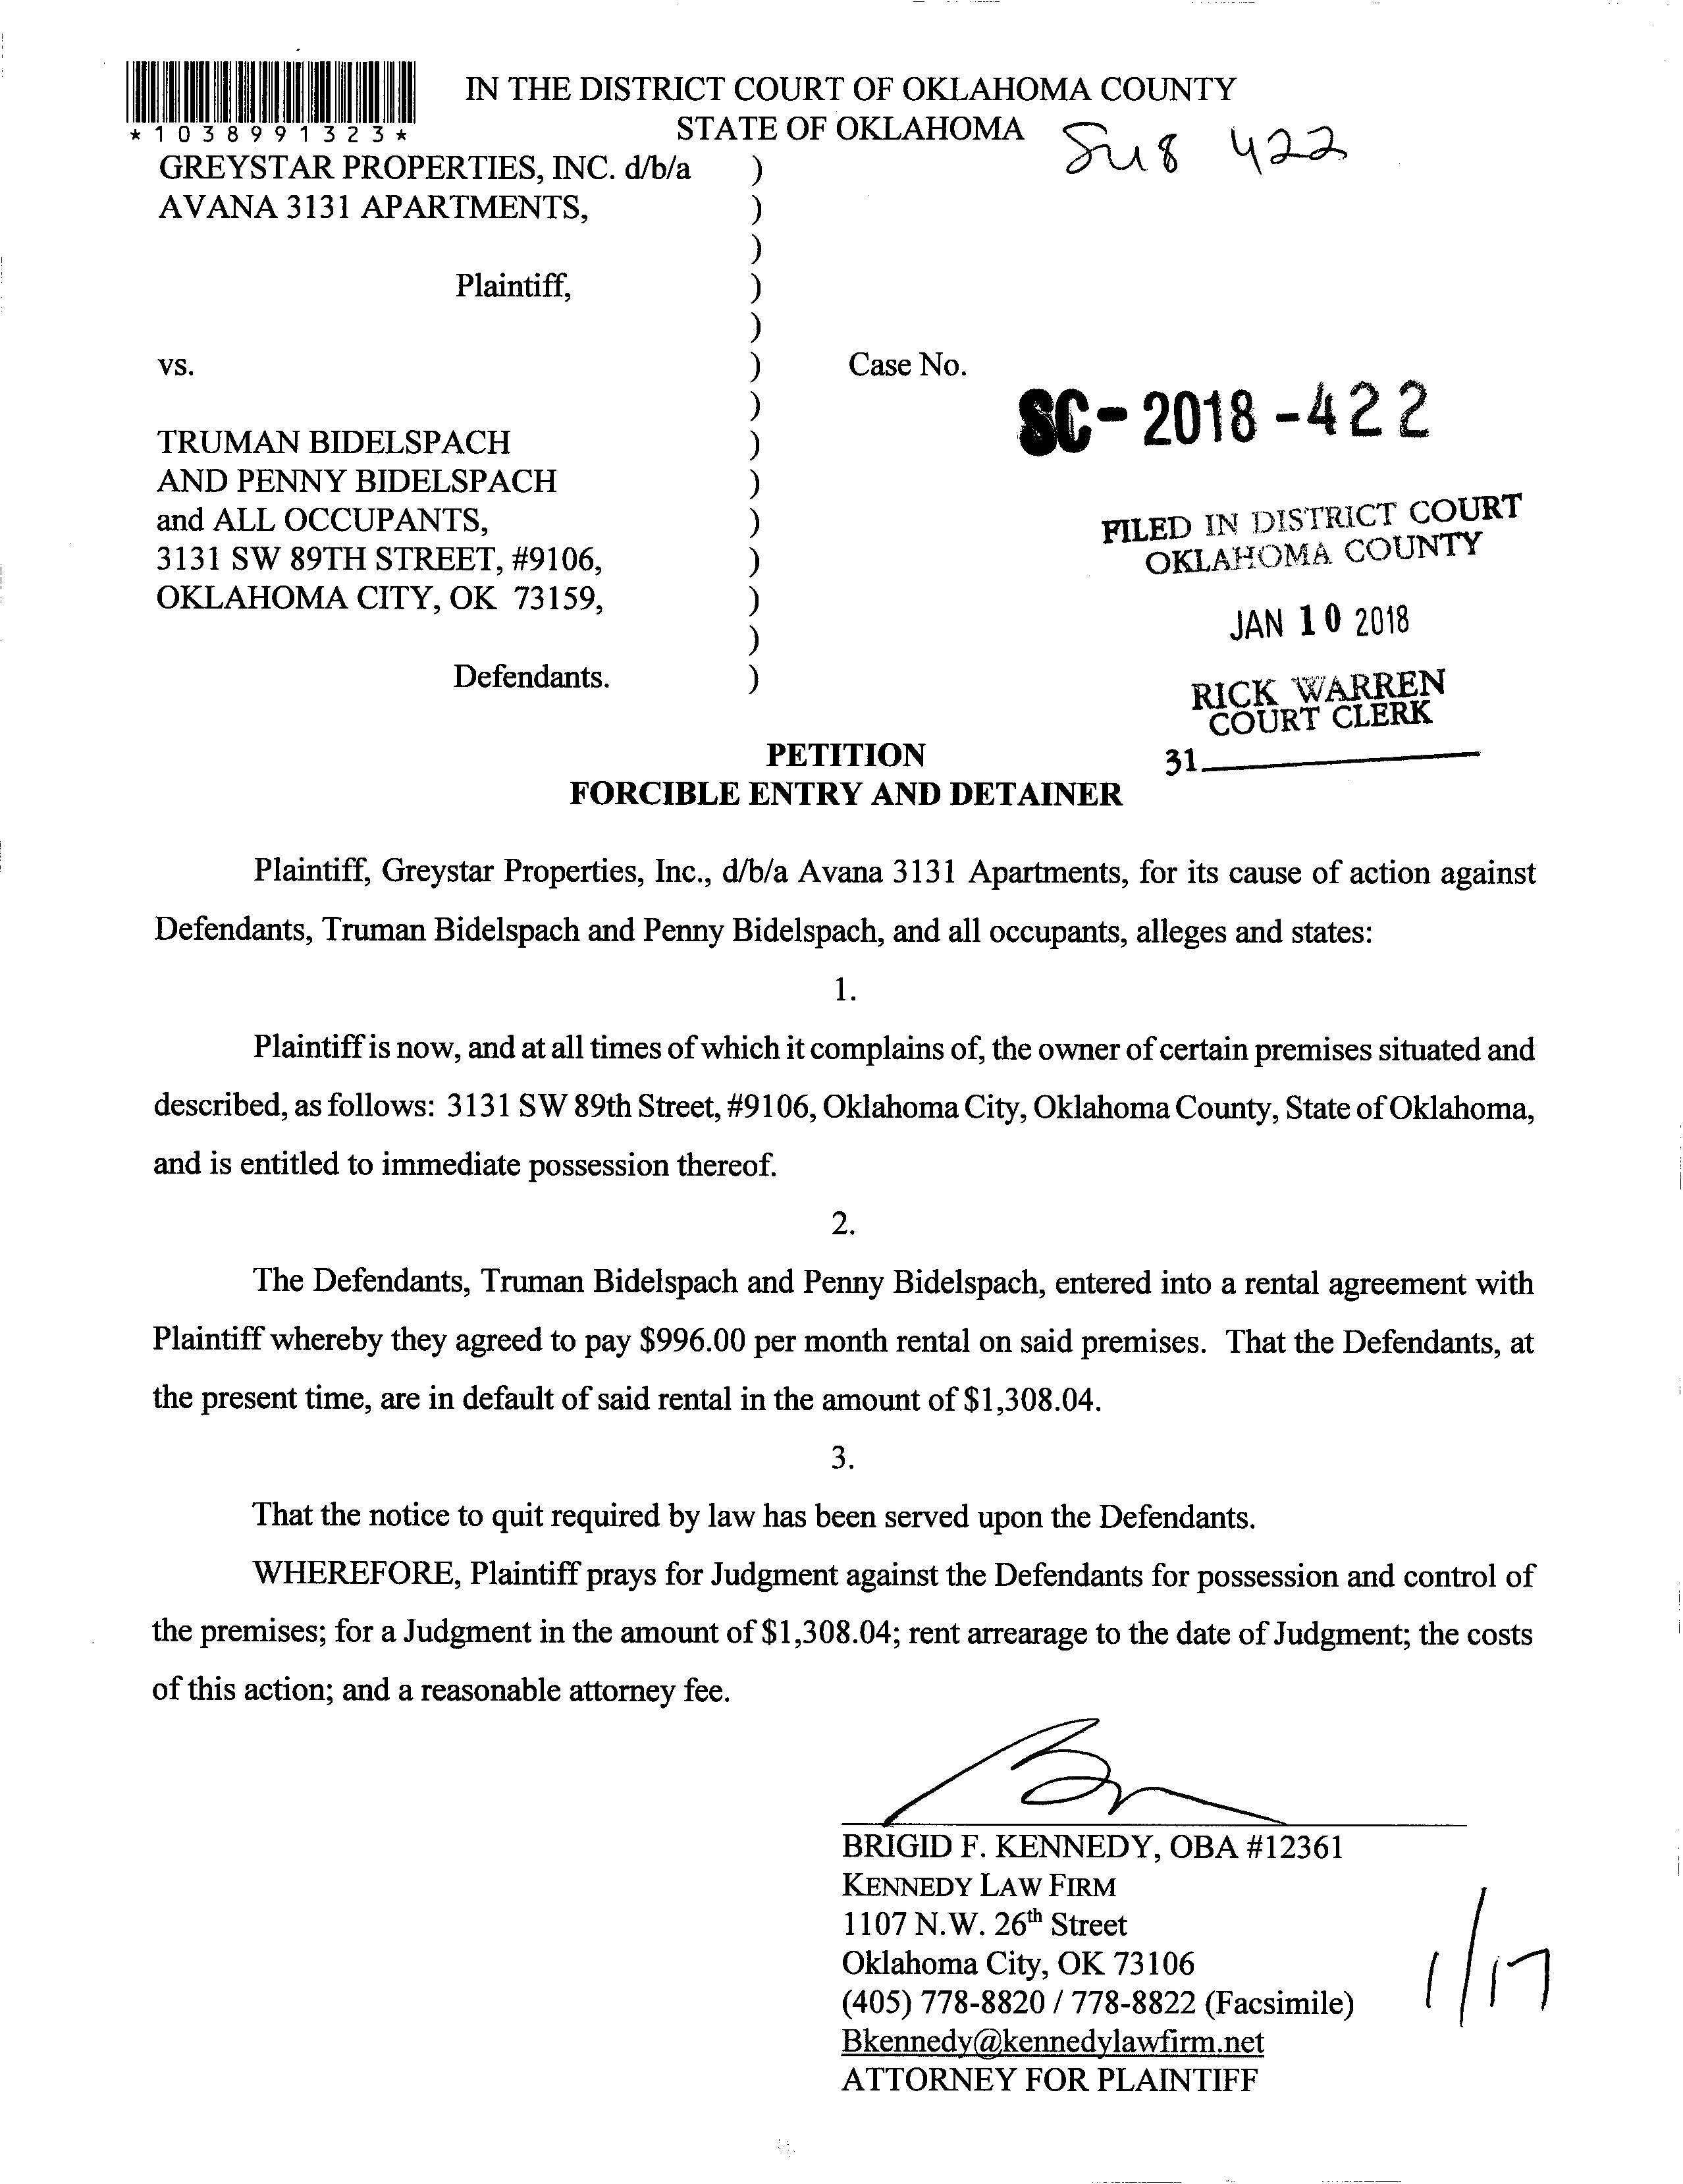 IN THE DISTRICT COURT OF OKLAHOMA COUNTY
STATE OF OKLAHOMA
*1038991323*
422
GREYSTAR PROPERTIES, INC. d/b/a )
AVANA 3131 APARTMENTS, )
)
Plaintiff, )
)
vs. ) Case No.
SC-2018-422
)
TRUMAN BIDELSPACH )
AND PENNY BIDELSPACH )
and ALL OCCUPANTS, )
3131 SW 89TH STREET, #9106, )
OKLAHOMA CITY, OK 73159, )
)
Defendants. )
FILED IN DISTRICT COURT
OKLAHOMA COUNTY
JAN 10 2018
RICK WARREN
COURT CLERK
31
PETITION
FORCIBLE ENTRY AND DETAINER
Plaintiff, Greystar Properties, Inc., d/b/a Avana 3131 Apartments, for its cause of action against
Defendants, Truman Bidelspach and Penny Bidelspach, and all occupants, alleges and states:
1.
Plaintiff is now, and at all times of which it complains of, the owner of certain premises situated and
described, as follows: 3131 SW 89th Street, #9106, Oklahoma City, Oklahoma County, State of Oklahoma,
and is entitled to immediate possession thereof.
2.
The Defendants, Truman Bidelspach and Penny Bidelspach, entered into a rental agreement with
Plaintiff whereby they agreed to pay $996.00 per month rental on said premises. That the Defendants, at
the present time, are in default of said rental in the amount of $1,308.04.
3.
That the notice to quit required by law has been served upon the Defendants.
WHEREFORE, Plaintiff prays for Judgment against the Defendants for possession and control of
the premises; for a Judgment in the amount of $1,308.04; rent arrearage to the date of Judgment; the costs
of this action; and a reasonable attorney fee.
BRIGID F. KENNEDY, OBA #12361
KENNEDY LAW FIRM
1107 N.W. 26th Street
Oklahoma City, OK 73106
(405) 778-8820 / 778-8822 (Facsimile)
Bkennedy@kennedylawfirm.net
ATTORNEY FOR PLAINTIFF
1/17